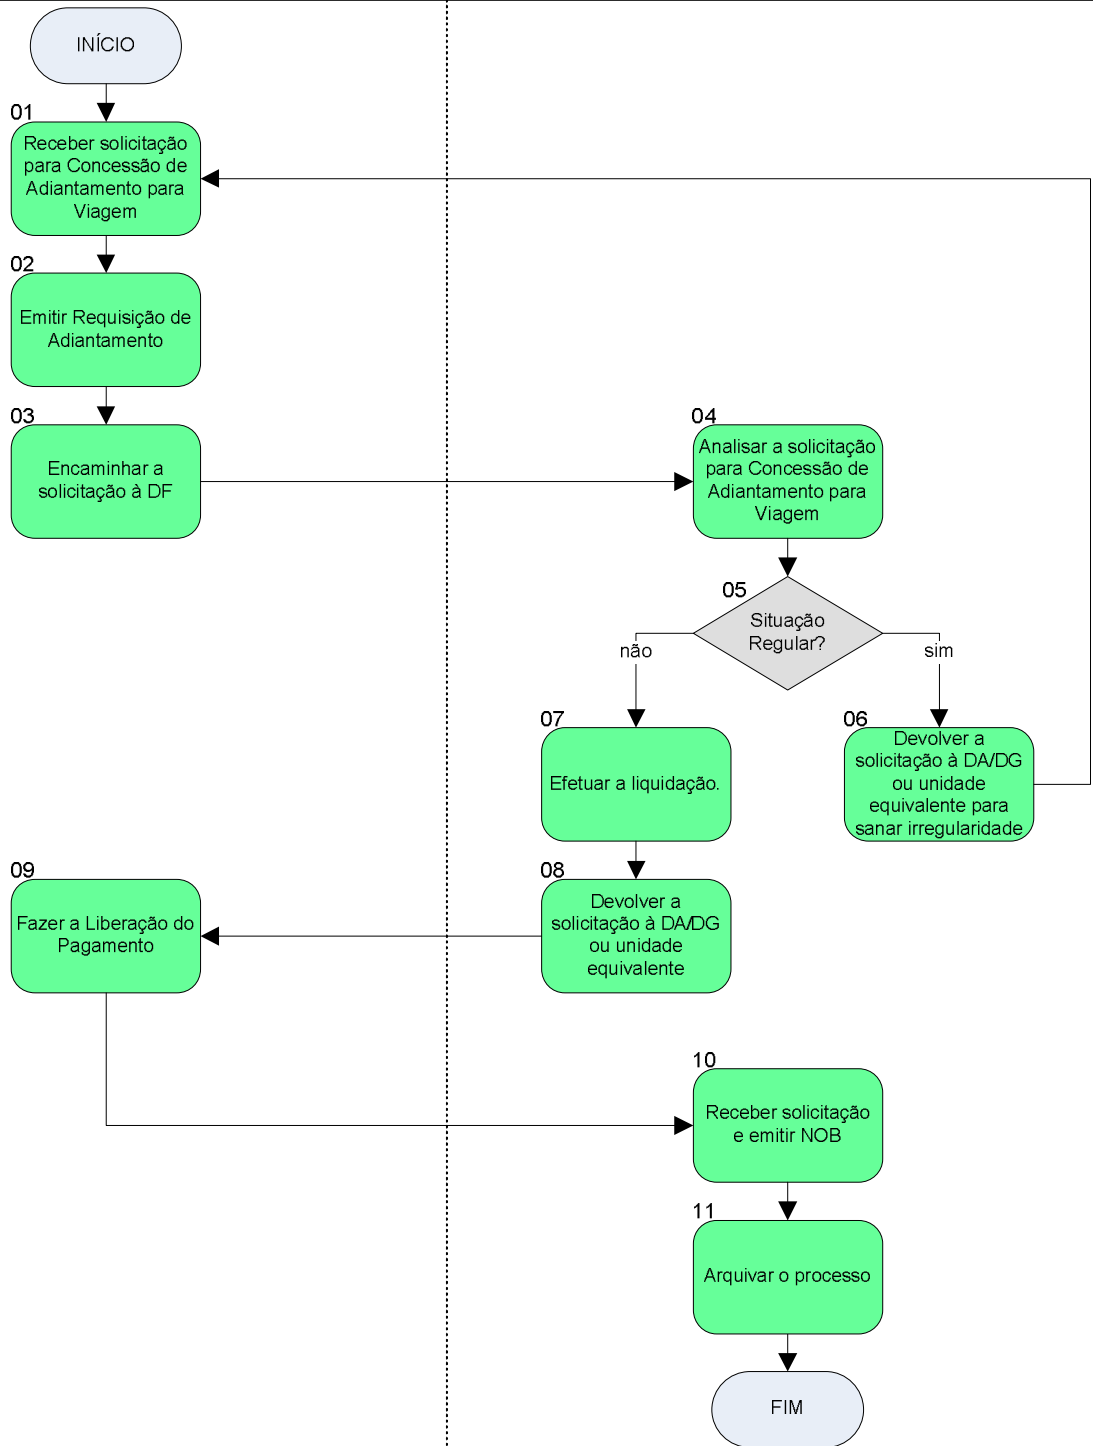 INÍCIO
01
Receber solicitação
para Concessão de
Adiantamento para
Viagem
02
Emitir Requisição de
Adiantamento
03
Encaminhar a
solicitação à DF
04
Analisar a solicitação
para Concessão de
Adiantamento para
Viagem
05
Situação
Regular?
não
sim
07
Efetuar a liquidação.
06
Devolver a
solicitação à DA/DG
ou unidade
equivalente para
sanar irregularidade
09
Fazer a Liberação do
Pagamento
08
Devolver a
solicitação à DA/DG
ou unidade
equivalente
10
Receber solicitação
e emitir NOB
11
Arquivar o processo
FIM